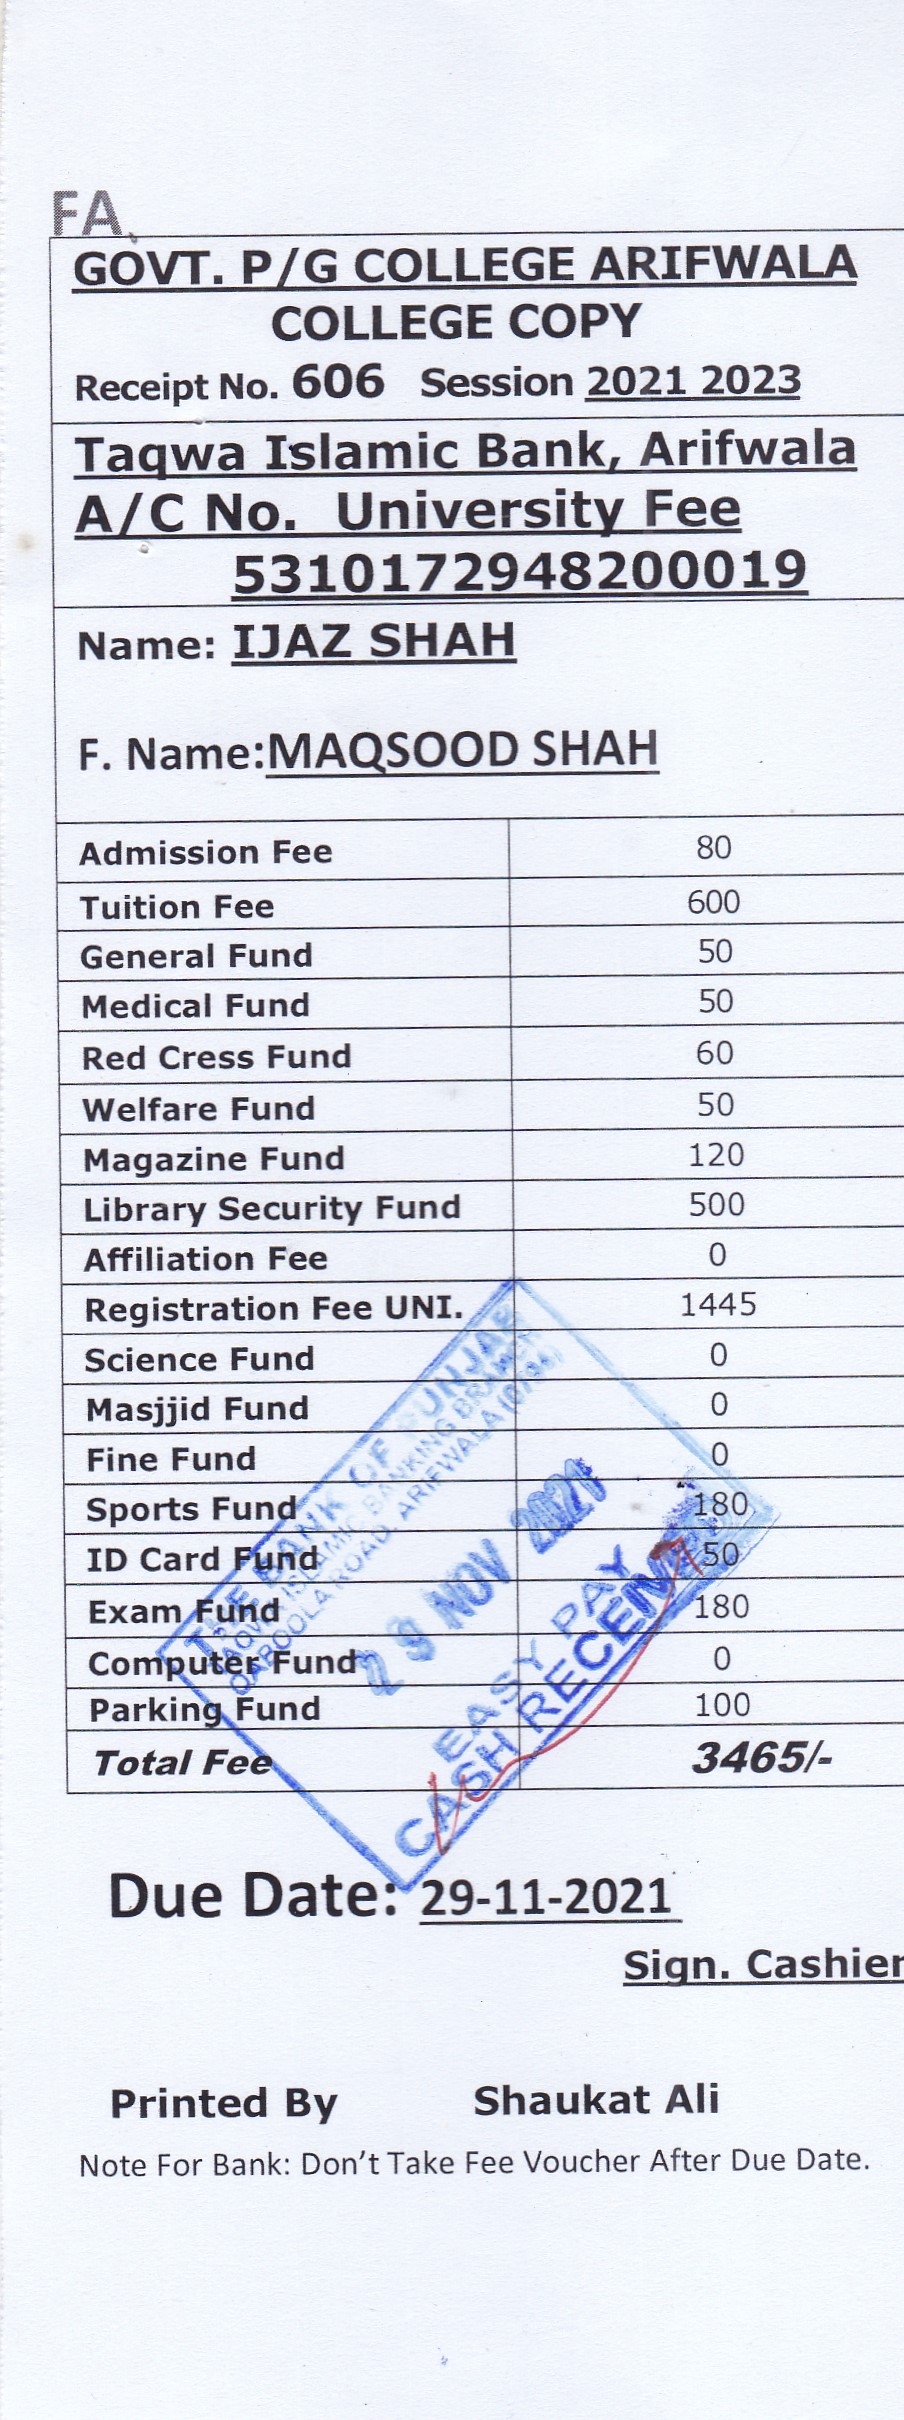 FA
GOVT. P/G COLLEGE ARIFWALA
COLLEGE COPY
Receipt No. 606 Session 2021 2023
Taqwa Islamic Bank, Arifwala
A/C No. University Fee
5310172948200019
Name: IJAZ SHAH
F. Name:MAQSOOD SHAH
Admission Fee 80
Tuition Fee 600
General Fund 50
Medical Fund 50
Red Cress Fund 60
Welfare Fund 50
Magazine Fund 120
Library Security Fund 500
Affiliation Fee 0
Registration Fee UNI. 1445
Science Fund 0
Masjjid Fund 0
Fine Fund 0
Sports Fund 180
ID Card Fund 50
Exam Fund 180
Computer Fund 0
Parking Fund 100
Total Fee 3465/-
THE BANK OF PUNJAB
TAQWA ISLAMIC BANKING BRANCH
QABOOLA ROAD, ARIFWALA
29 NOV 2021
EASY PAY
CASH
Due Date: 29-11-2021
Sign. Cashier
Printed By Shaukat Ali
Note For Bank: Don't Take Fee Voucher After Due Date.